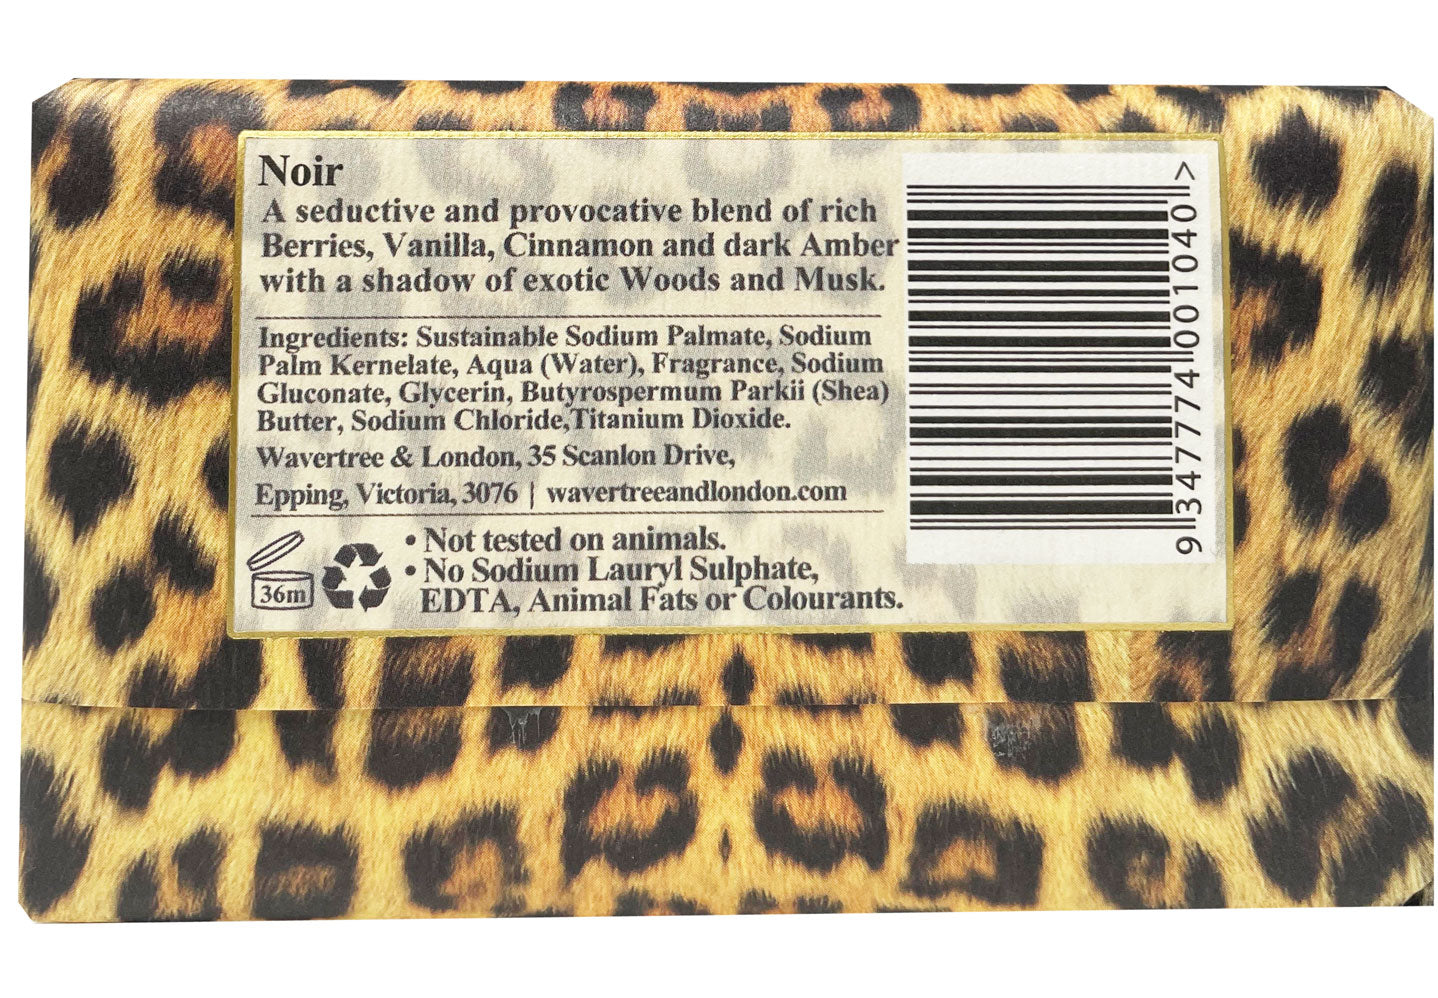 Noir
A seductive and provocative blend of rich
Berries, Vanilla, Cinnamon and dark Amber
with a shadow of exotic Woods and Musk.
Ingredients: Sustainable Sodium Palmate, Sodium
Palm Kernelate, Aqua (Water), Fragrance, Sodium
Gluconate, Glycerin, Butyrospermum Parkii (Shea)
Butter, Sodium Chloride,Titanium Dioxide.
Wavertree & London, 35 Scanlon Drive,
Epping, Victoria, 3076 | wavertreeandlondon.com
36m
• Not tested on animals.
• No Sodium Lauryl Sulphate,
EDTA, Animal Fats or Colourants.
9 347774 001040 >